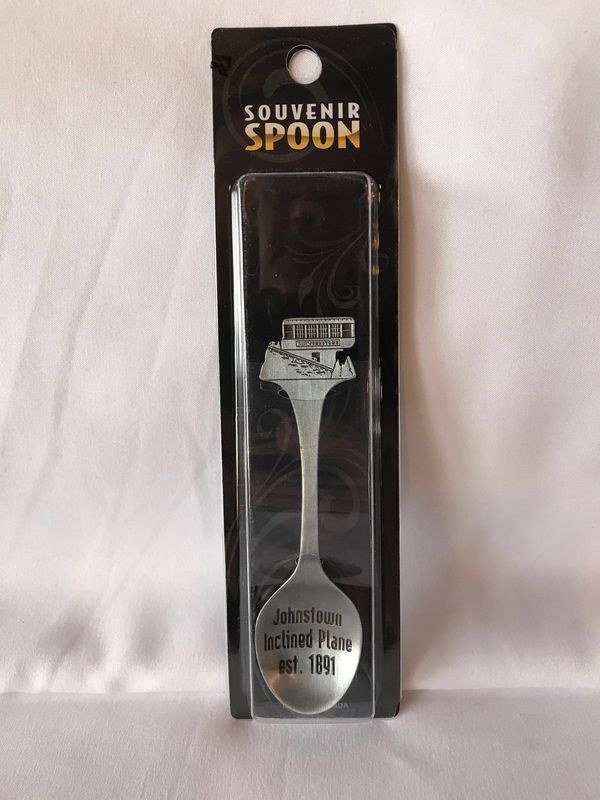 SOUVENIR
SPOON
Johnstown
Inclined Plane
est. 1891